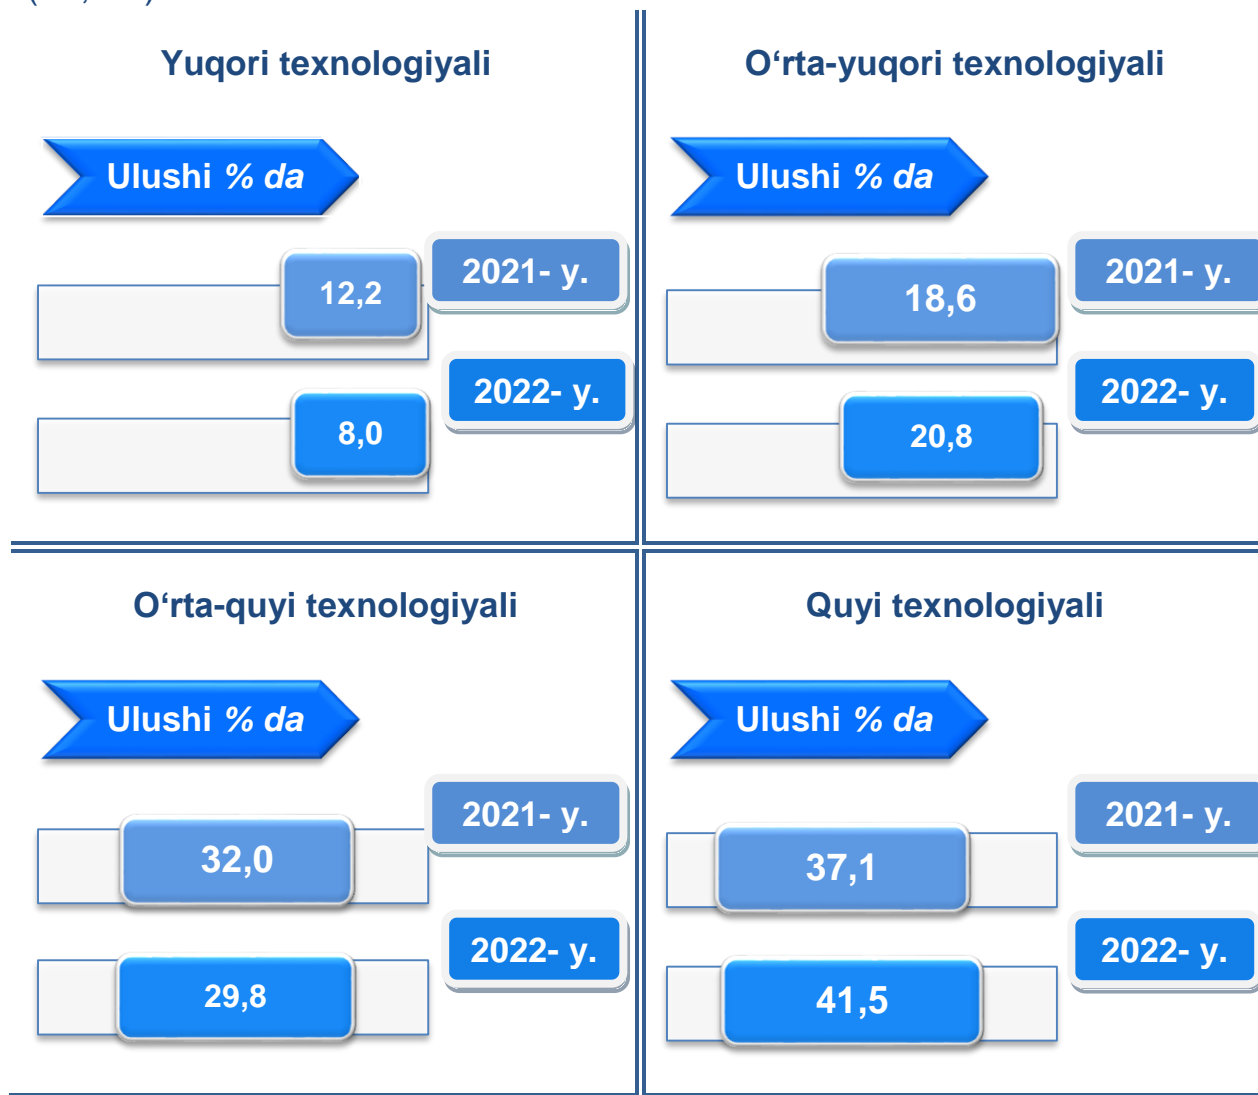 Yuqori texnologiyali
Ulushi % da
2021- y.
12,2
2022- y.
8,0
O‘rta-yuqori texnologiyali
Ulushi % da
2021- y.
18,6
2022- y.
20,8
O‘rta-quyi texnologiyali
Ulushi % da
2021- y.
32,0
2022- y.
29,8
Quyi texnologiyali
Ulushi % da
2021- y.
37,1
2022- y.
41,5